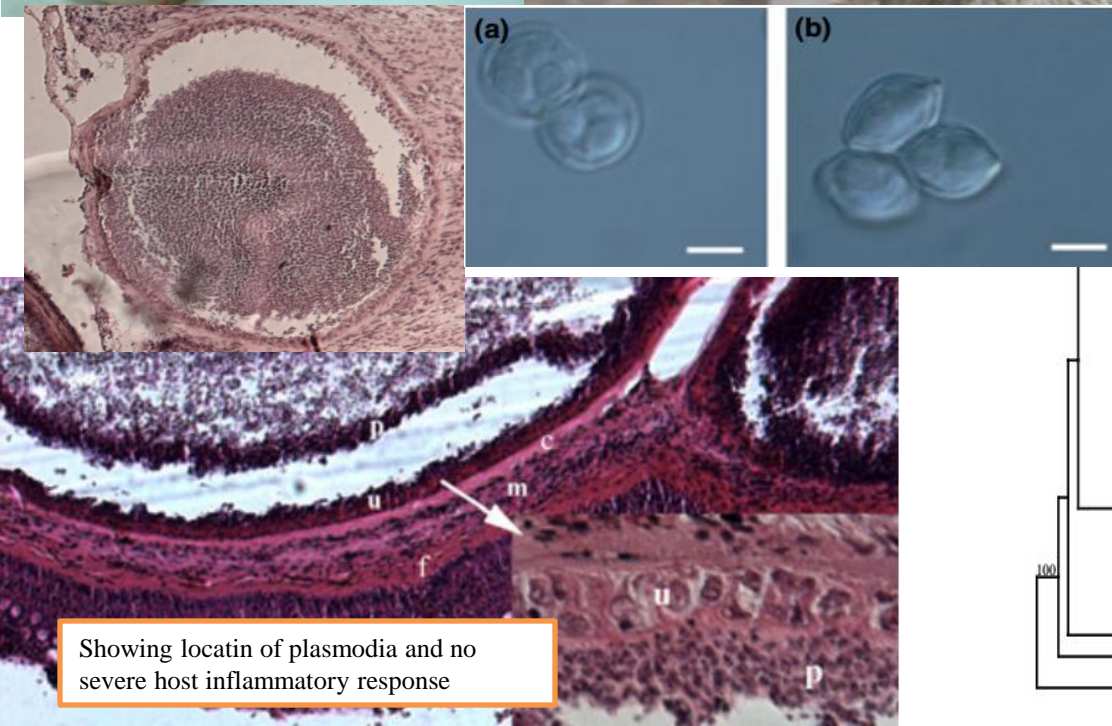 (a)
(b)
p
c
u
m
f
u
p
100
Showing locatin of plasmodia and no
severe host inflammatory response